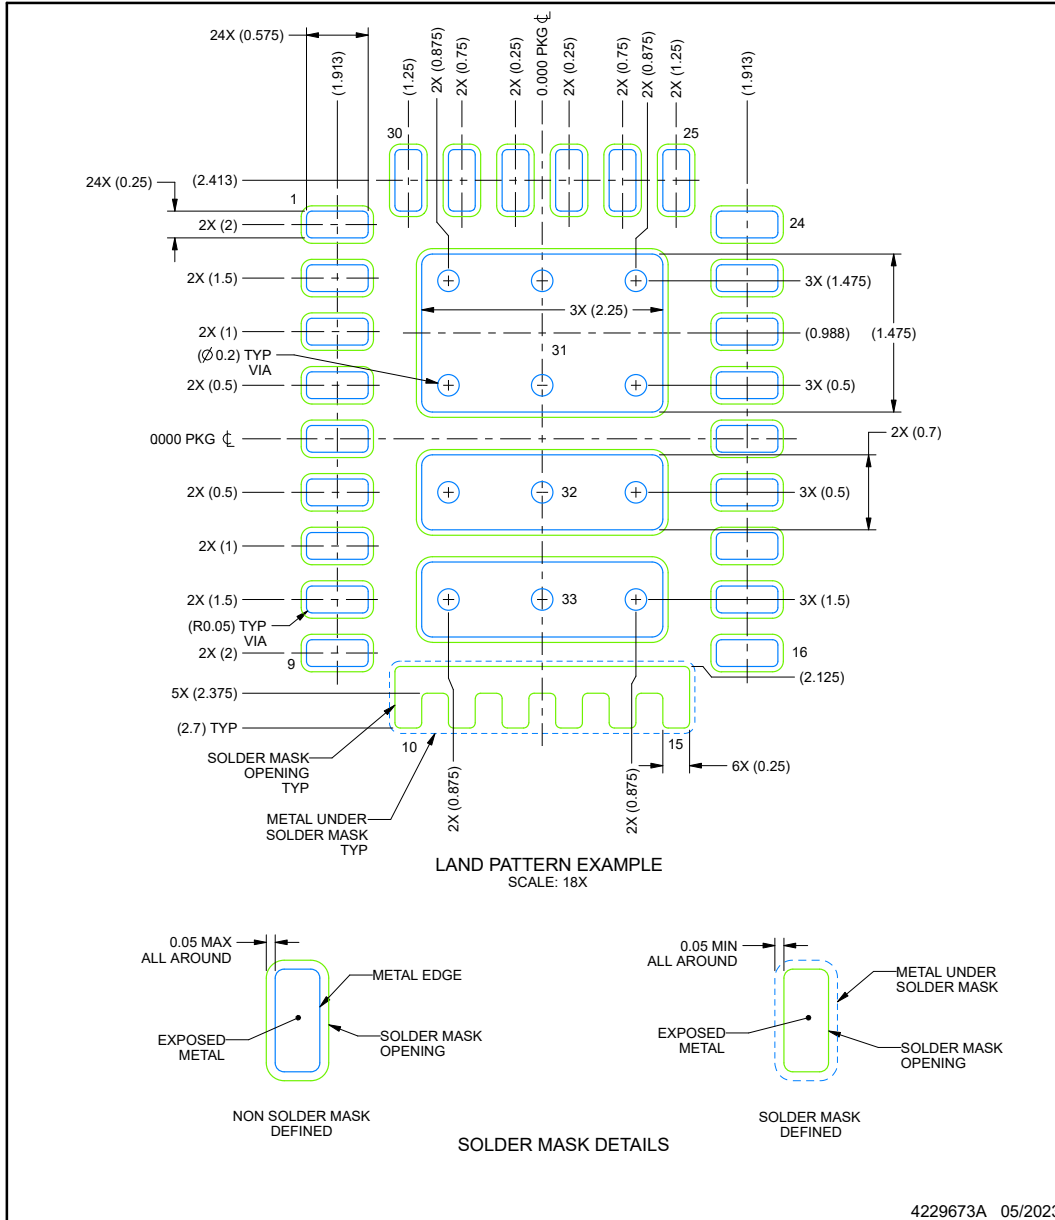 24X (0.575)
(1.913)
(1.25)
2X (0.875)
2X (0.75)
2X (0.25)
0.000 PKG ℄
2X (0.25)
2X (0.75)
2X (0.875)
2X (1.25)
(1.913)
30
25
(2.413)
24X (0.25)
1
2X (2)
24
2X (1.5)
3X (1.475)
3X (2.25)
2X (1)
(0.988)
(1.475)
31
(Ø 0.2) TYP
VIA
2X (0.5)
3X (0.5)
0000 PKG ℄
2X (0.7)
2X (0.5)
32
3X (0.5)
2X (1)
2X (1.5)
33
3X (1.5)
(R0.05) TYP
VIA
2X (2)
9
16
(2.125)
5X (2.375)
(2.7) TYP
10
15
SOLDER MASK
OPENING
TYP
6X (0.25)
2X (0.875)
2X (0.875)
METAL UNDER
SOLDER MASK
TYP
LAND PATTERN EXAMPLE
SCALE: 18X
0.05 MAX
ALL AROUND
METAL EDGE
EXPOSED
METAL
SOLDER MASK
OPENING
NON SOLDER MASK
DEFINED
0.05 MIN
ALL AROUND
METAL UNDER
SOLDER MASK
EXPOSED
METAL
SOLDER MASK
OPENING
SOLDER MASK
DEFINED
SOLDER MASK DETAILS
4229673A 05/2023